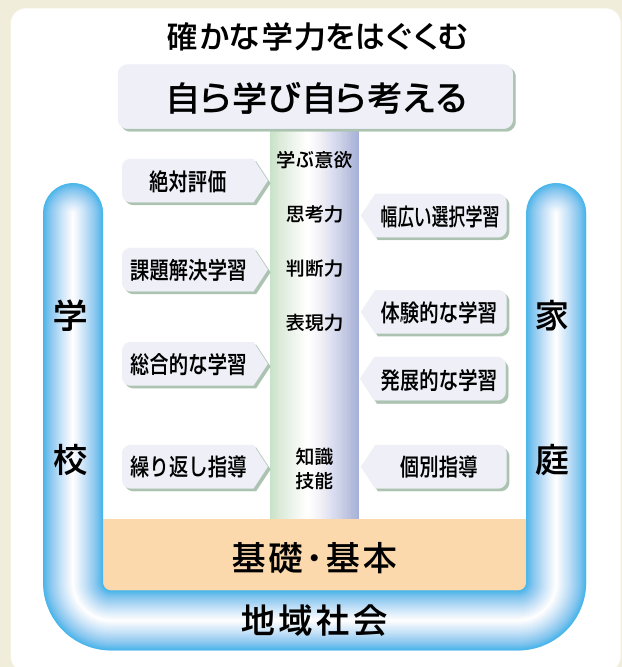 確かな学力をはぐくむ
自ら学び自ら考える
学ぶ意欲
絶対評価
思考力
幅広い選択学習
課題解決学習
判断力
体験的な学習
表現力
総合的な学習
発展的な学習
繰り返し指導
知識
技能
個別指導
学校
家庭
基礎・基本
地域社会